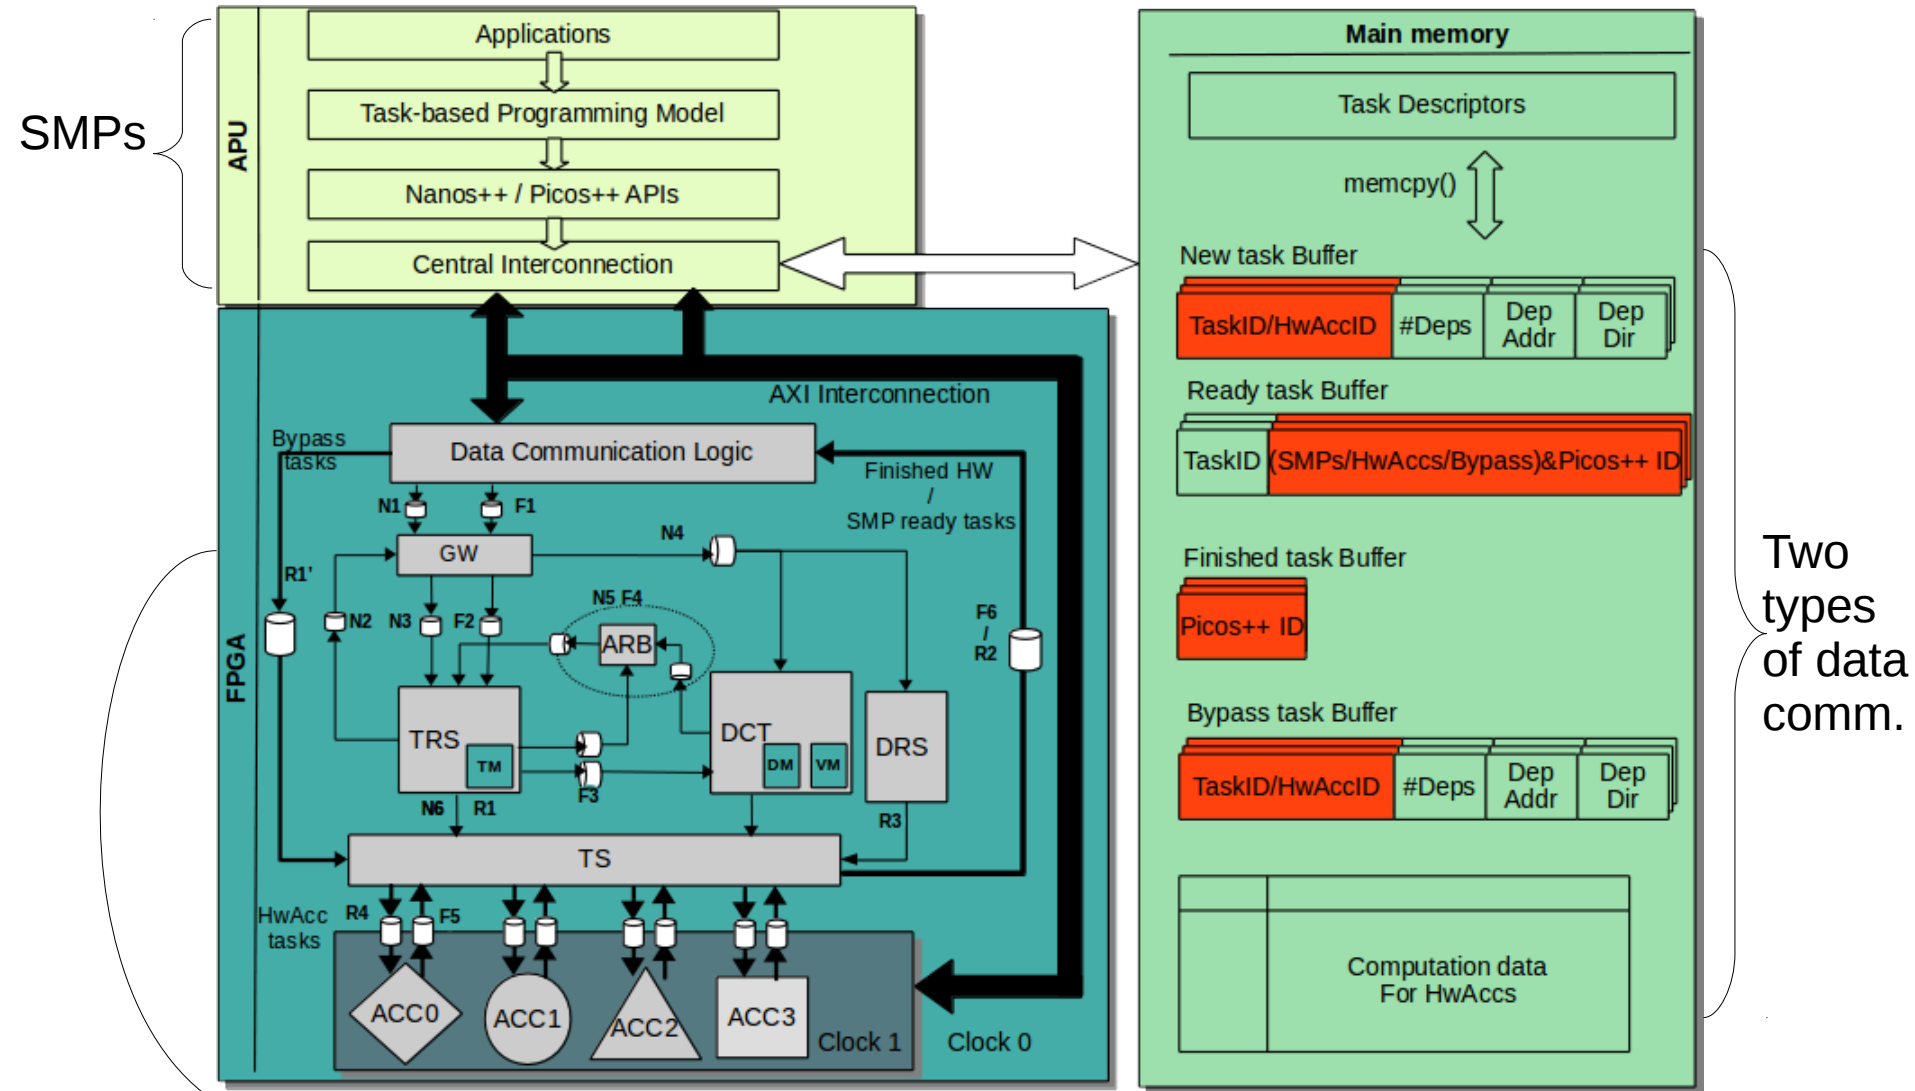 SMPs
APU
Applications
Task-based Programming Model
Nanos++ / Picos++ APIs
Central Interconnection
FPGA
AXI Interconnection
Bypass
tasks
Data Communication Logic
Finished HW
/
SMP ready tasks
N1
F1
GW
N4
R1'
N2
N3
F2
N5 F4
ARB
F6
/
R2
TRS
TM
F3
DCT
DM
VM
DRS
N6
R1
R3
TS
HwAcc
tasks
R4
F5
ACC0
ACC1
ACC2
ACC3
Clock 1
Clock 0
Main memory
Task Descriptors
memcpy()
New task Buffer
TaskID/HwAccID
#Deps
Dep
Addr
Dep
Dir
Ready task Buffer
TaskID
(SMPs/HwAccs/Bypass)&Picos++ ID
Finished task Buffer
Picos++ ID
Bypass task Buffer
TaskID/HwAccID
#Deps
Dep
Addr
Dep
Dir
Computation data
For HwAccs
Two
types
of data
comm.